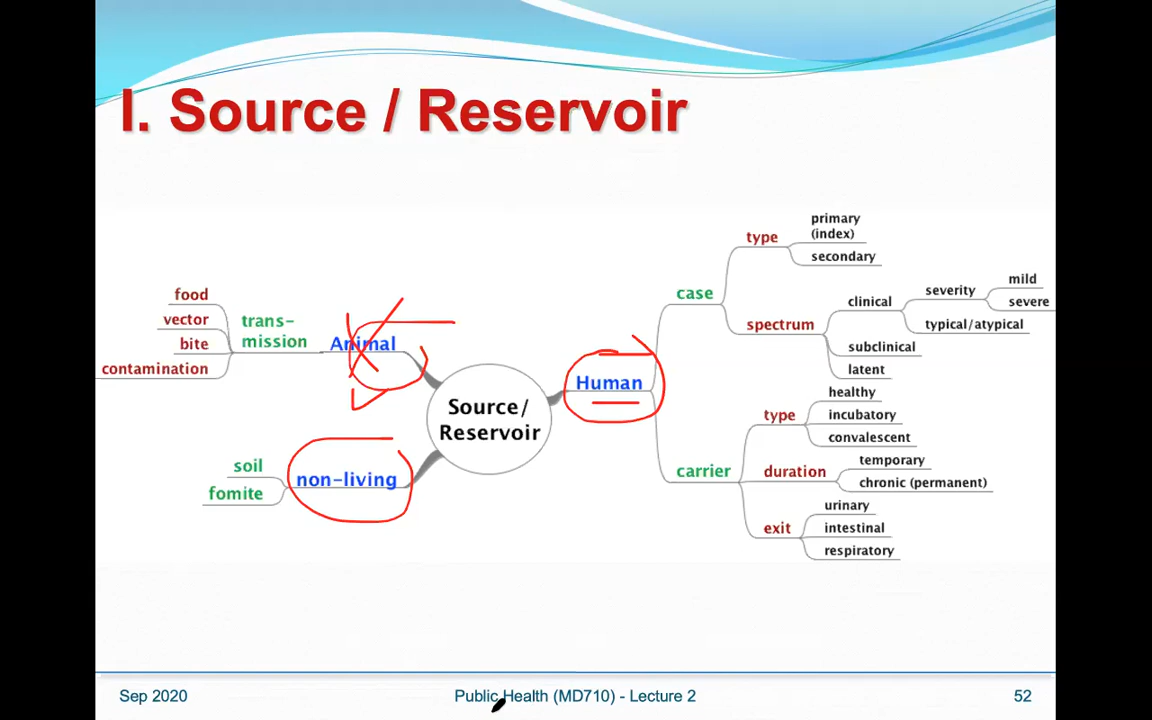 I. Source / Reservoir
food
vector
bite
contamination
trans-
mission
Animal
soil
fomite
non-living
Source/
Reservoir
Human
case
type
primary
(index)
secondary
spectrum
clinical
severity
mild
severe
typical/atypical
subclinical
latent
carrier
type
healthy
incubatory
convalescent
duration
temporary
chronic (permanent)
exit
urinary
intestinal
respiratory
Sep 2020
Public Health (MD710) - Lecture 2
52